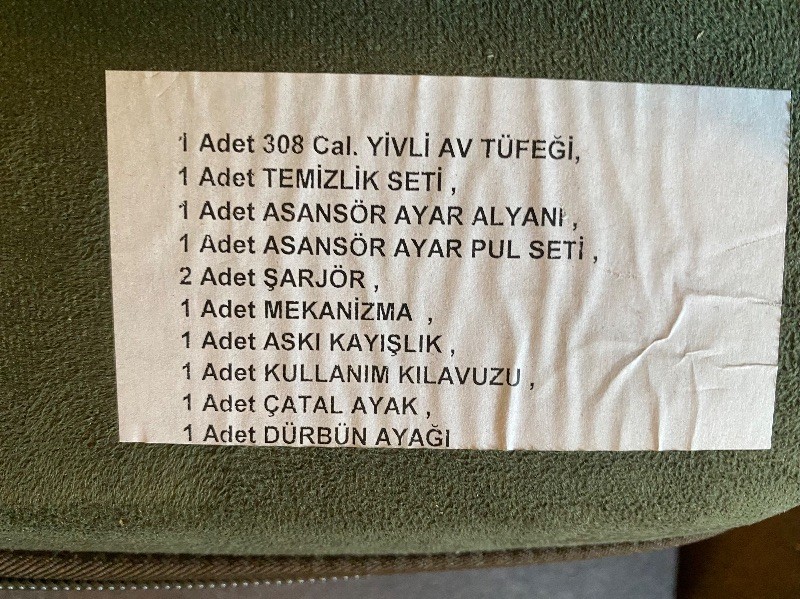 1 Adet 308 Cal. YİVLİ AV TÜFEĞİ,
1 Adet TEMİZLİK SETİ ,
1 Adet ASANSÖR AYAR ALYANI ,
1 Adet ASANSÖR AYAR PUL SETİ ,
2 Adet ŞARJÖR ,
1 Adet MEKANİZMA ,
1 Adet ASKI KAYIŞLIK ,
1 Adet KULLANIM KILAVUZU ,
1 Adet ÇATAL AYAK ,
1 Adet DÜRBÜN AYAĞI